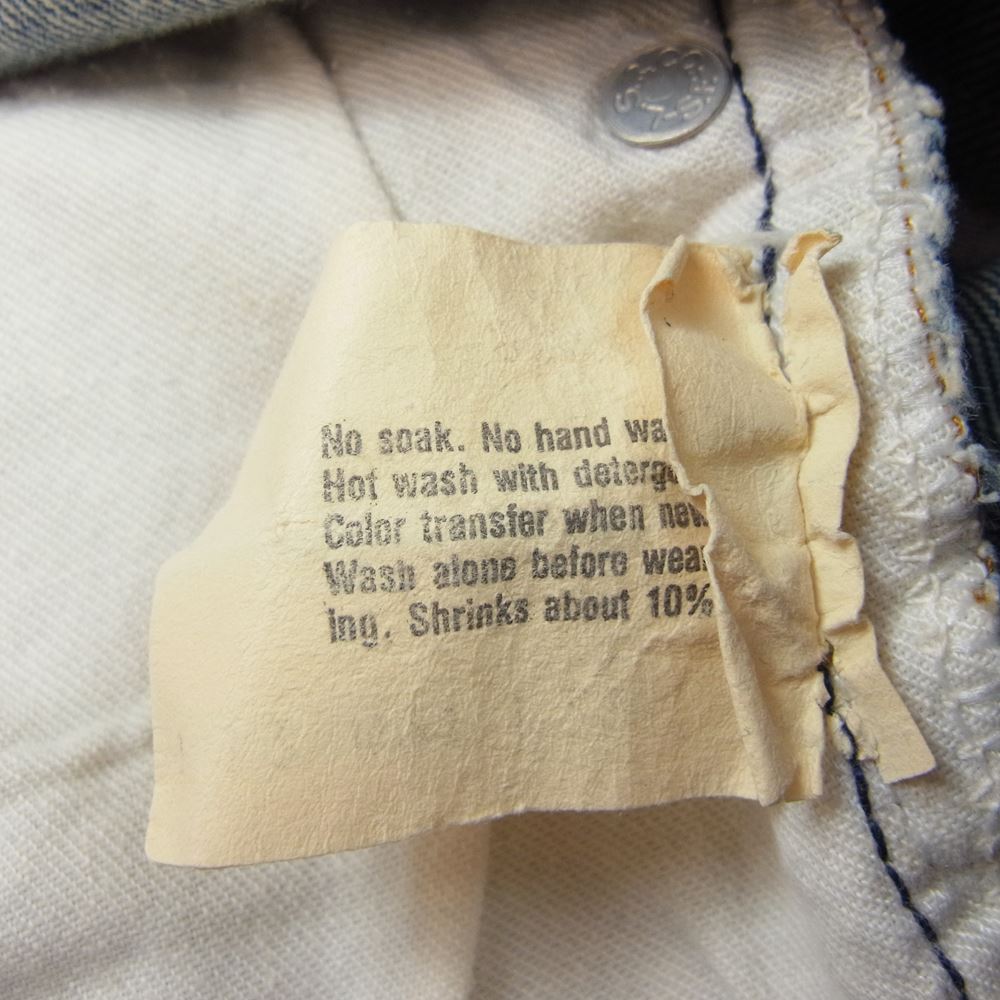 No soak. No hand wa
Hot wash with deterge
Color transfer when new
Wash alone before wear
ing. Shrinks about 10%